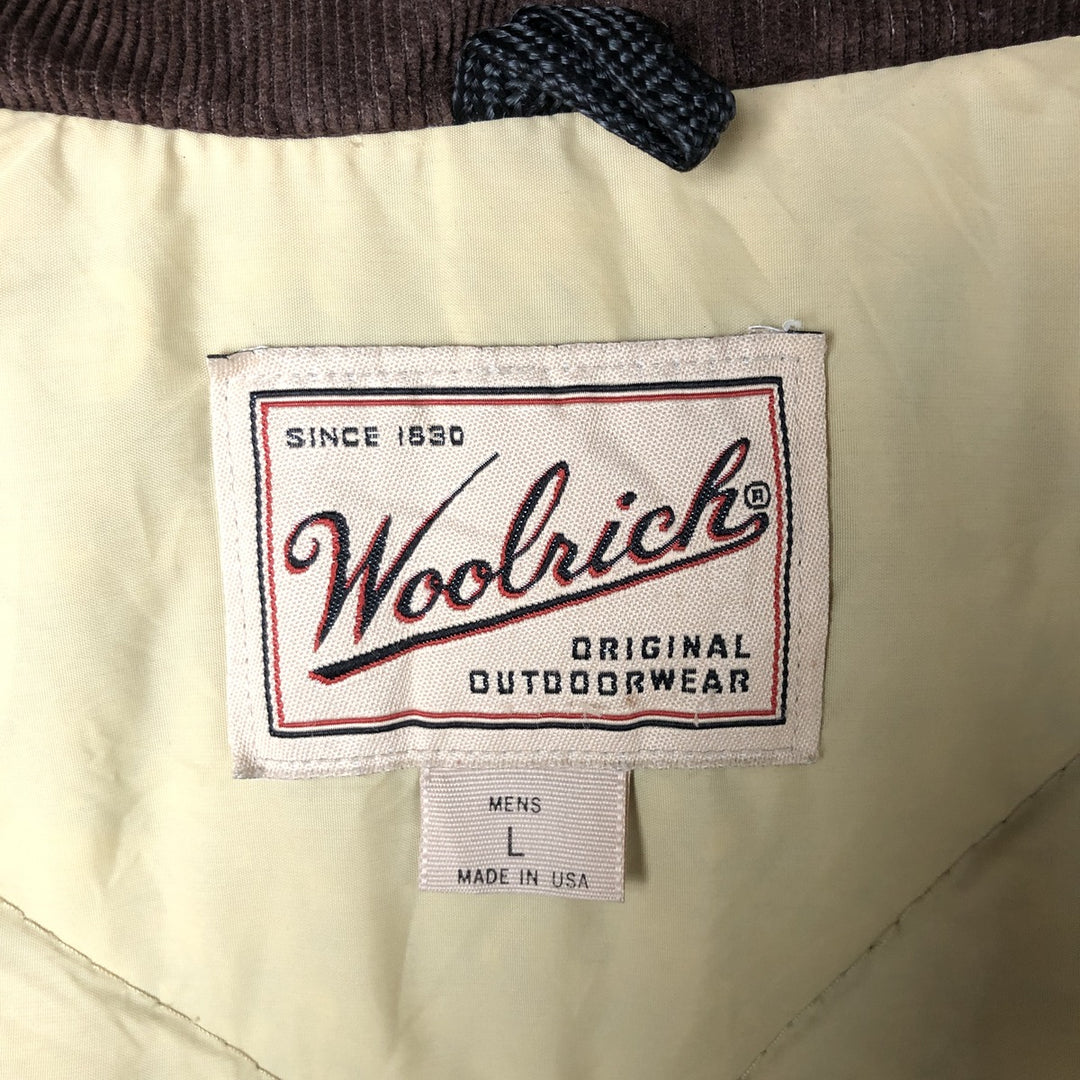 SINCE 1830
Woolrich®
ORIGINAL
OUTDOORWEAR
MENS
L
MADE IN USA